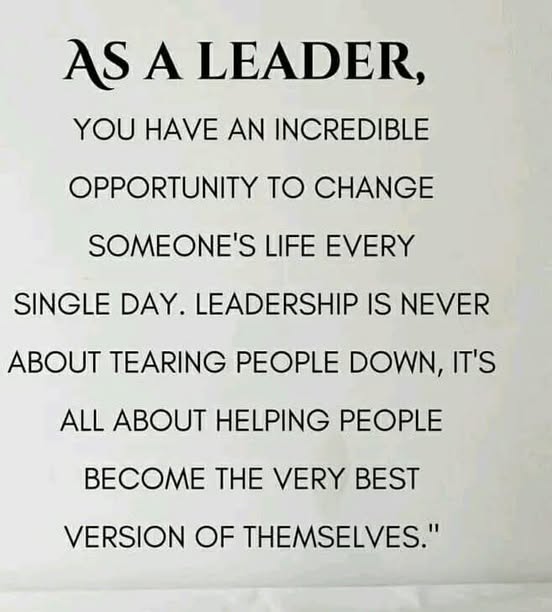 AS A LEADER,
YOU HAVE AN INCREDIBLE
OPPORTUNITY TO CHANGE
SOMEONE'S LIFE EVERY
SINGLE DAY. LEADERSHIP IS NEVER
ABOUT TEARING PEOPLE DOWN, IT'S
ALL ABOUT HELPING PEOPLE
BECOME THE VERY BEST
VERSION OF THEMSELVES."